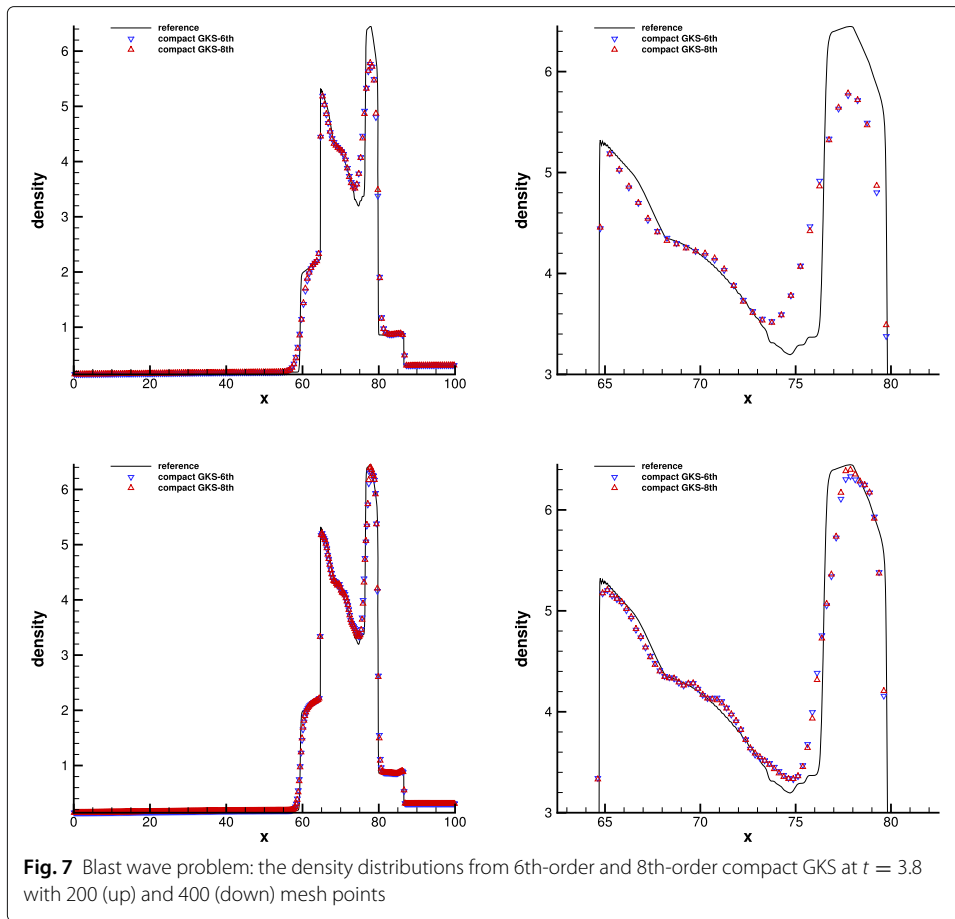 reference
compact GKS-6th
compact GKS-8th
density
6
5
4
3
2
1
0 20 40 60 80 100
x
reference
compact GKS-6th
compact GKS-8th
density
6
5
4
3
65 70 75 80
x
reference
compact GKS-6th
compact GKS-8th
density
6
5
4
3
2
1
0 20 40 60 80 100
x
reference
compact GKS-6th
compact GKS-8th
density
6
5
4
3
65 70 75 80
x
Fig. 7 Blast wave problem: the density distributions from 6th-order and 8th-order compact GKS at t = 3.8
with 200 (up) and 400 (down) mesh points